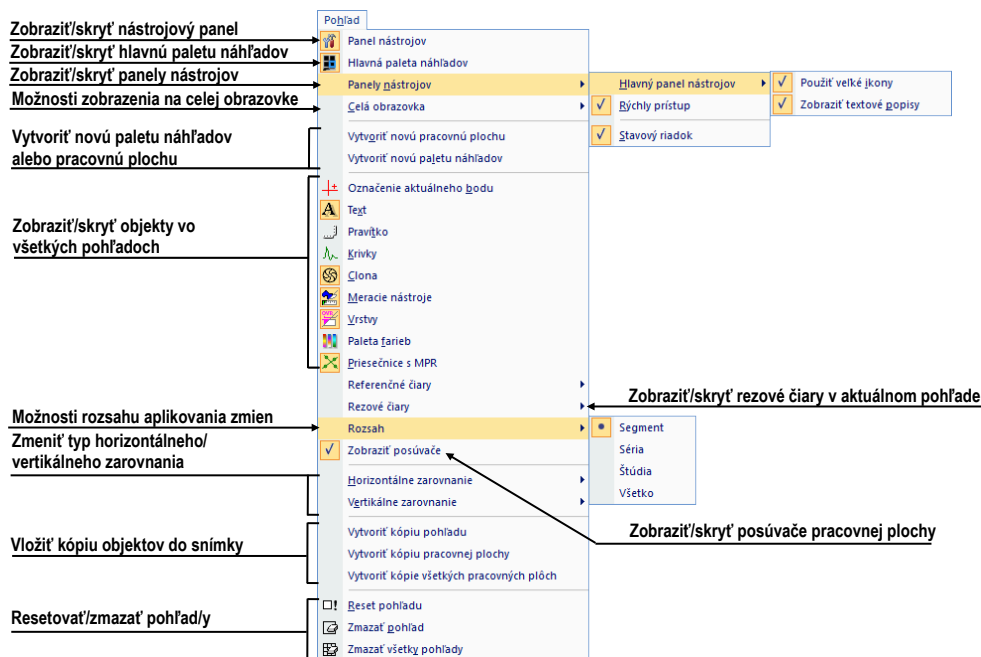 Pohľad
Zobraziť/skryť nástrojový panel
Panel nástrojov
Zobraziť/skryť hlavnú paletu náhľadov
Hlavná paleta náhľadov
Zobraziť/skryť panely nástrojov
Panely nástrojov
Hlavný panel nástrojov
Použiť veľké ikony
Možnosti zobrazenia na celej obrazovke
Celá obrazovka
Rýchly prístup
Zobraziť textové popisy
Vytvoriť novú paletu náhľadov
alebo pracovnú plochu
Vytvoriť novú pracovnú plochu
Stavový riadok
Vytvoriť novú paletu náhľadov
Označenie aktuálneho bodu
Text
Zobraziť/skryť objekty vo
všetkých pohľadoch
Pravítko
Krivky
Clona
Meracie nástroje
Vrstvy
Paleta farieb
Priesečnice s MPR
Referenčné čiary
Rezové čiary
Zobraziť/skryť rezové čiary v aktuálnom pohľade
Možnosti rozsahu aplikovania zmien
Rozsah
Segment
Séria
Štúdia
Všetko
Zmeniť typ horizontálneho/
vertikálneho zarovnania
Zobraziť posúvače
Horizontálne zarovnanie
Vertikálne zarovnanie
Zobraziť/skryť posúvače pracovnej plochy
Vložiť kópiu objektov do snímky
Vytvoriť kópiu pohľadu
Vytvoriť kópiu pracovnej plochy
Vytvoriť kópie všetkých pracovných plôch
Resetovať/zmazať pohľad/y
Reset pohľadu
Zmazať pohľad
Zmazať všetky pohľady